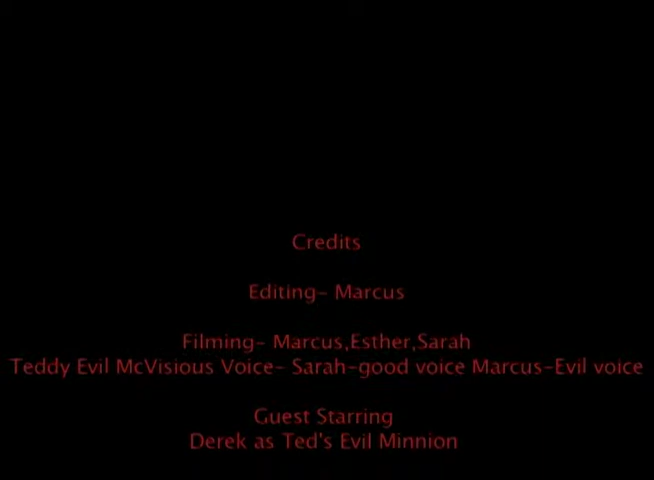 Credits
Editing- Marcus
Filming- Marcus,Esther,Sarah
Teddy Evil McVisious Voice- Sarah-good voice Marcus-Evil voice
Guest Starring
Derek as Ted's Evil Minnion